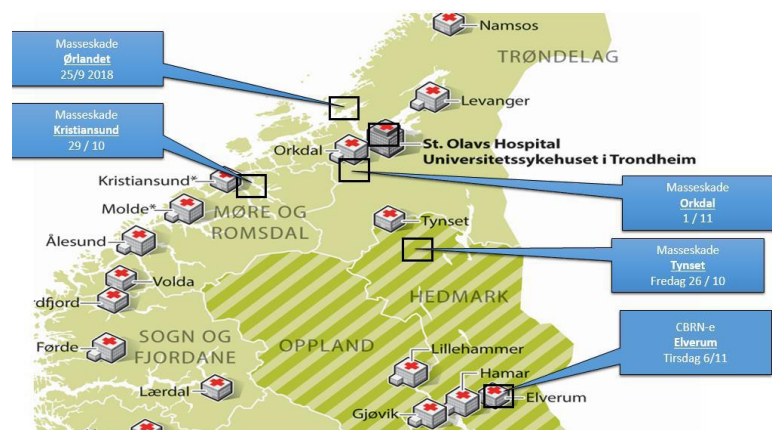 Masseskade
Ørlandet
25/9 2018
Masseskade
Kristiansund
29 / 10
Masseskade
Orkdal
1 / 11
Masseskade
Tynset
Fredag 26 / 10
CBRN-e
Elverum
Tirsdag 6/11
Namsos
TRØNDELAG
Levanger
Orkdal
St. Olavs Hospital
Universitetssykehuset i Trondheim
Kristiansund*
Molde*
MØRE OG
ROMSDAL
Tynset
Ålesund
Volda
rdfjord
HEDMARK
SOGN OG
FJORDANE
Førde
OPPLAND
Lillehammer
Hamar
Lærdal
Elverum
Gjøvik